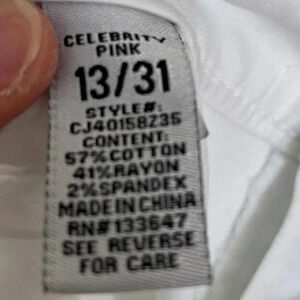 CELEBRITY
PINK
13/31
STYLE#:
CJ40158Z35
CONTENT:
57%COTTON
41%RAYON
2%SPANDEX
MADE IN CHINA
RN#133647
SEE REVERSE
FOR CARE